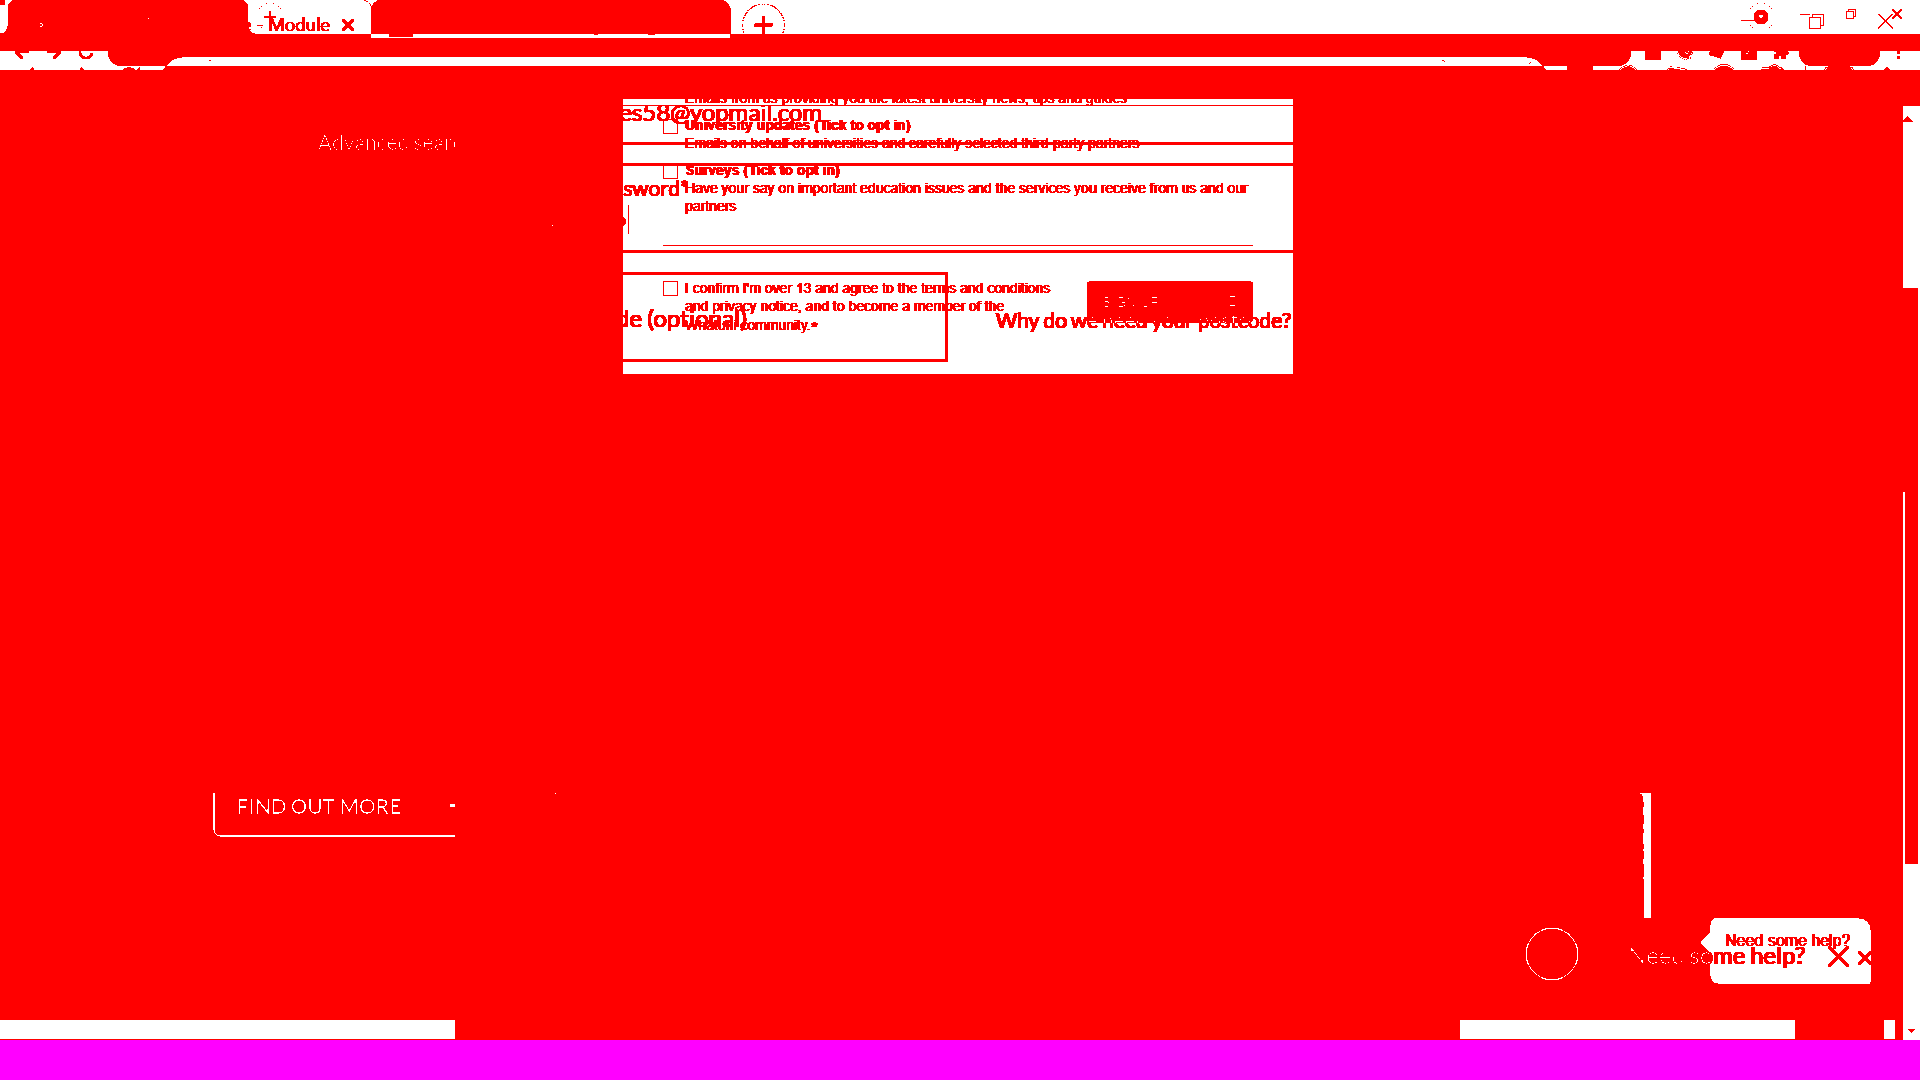 - Module
Emails from us providing you the latest university news, tips and guides
es58@yopmail.com
University updates (Tick to opt in)
Advanced sear
Emails on behalf of universities and carefully selected third party partners
Surveys (Tick to opt in)
sword*
Have your say on important education issues and the services you receive from us and our
partners
I confirm I'm over 13 and agree to the terms and conditions
and privacy notice, and to become a member of the
Whatuni community.*
SIGN UP
de (optional)
Why do we need your postcode?
FIND OUT MORE
Need some help?
Need some help?